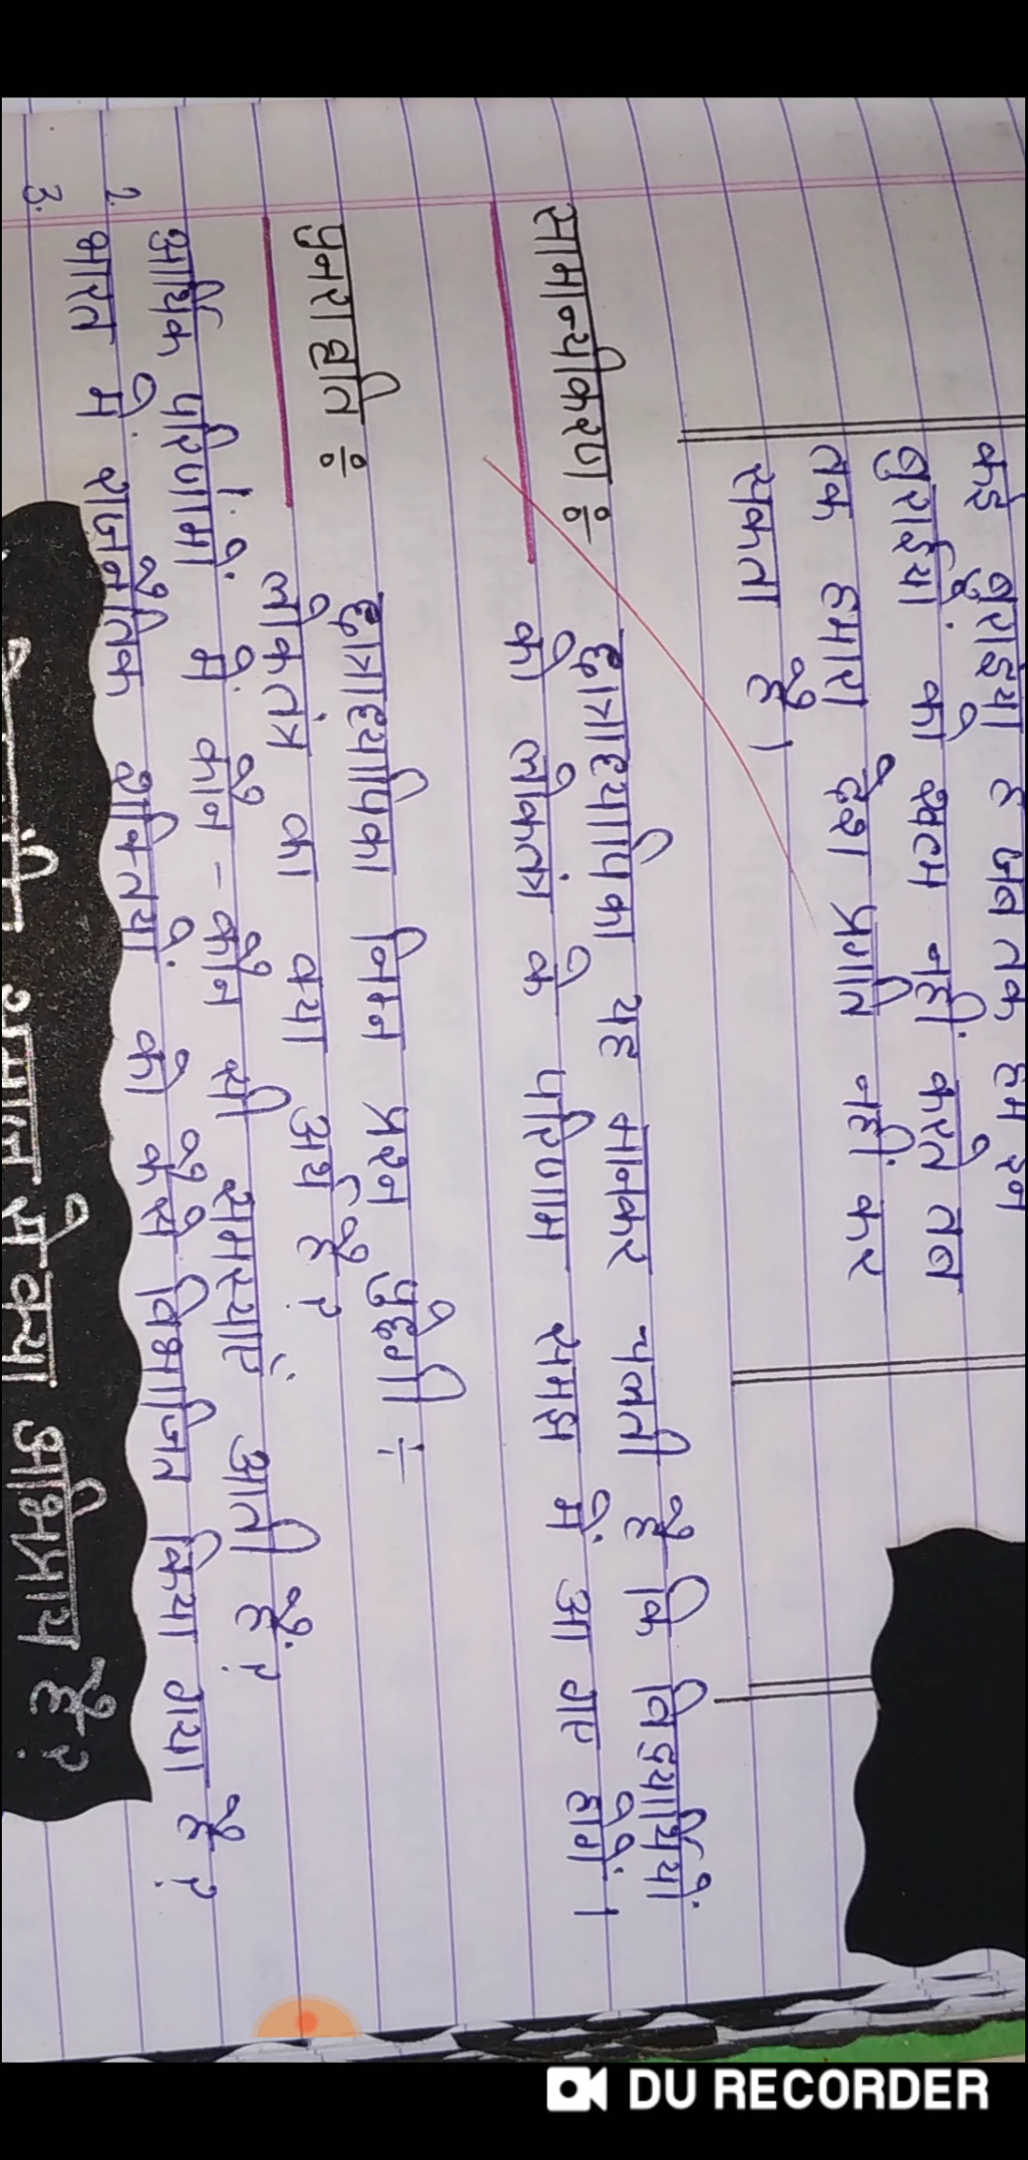 कई बुराइयाँ है जब तक हम इन
बुराईयां को खत्म नहीं करते तब
तक हमारा देश प्रगति नहीं कर
सकता है।
सामान्यीकरण :-
छात्राध्यापिका यह मानकर चलती है कि विद्यार्थियों
को लोकतंत्र के परिणाम समझ में आ गए होगें।
पुनरावृति :-
छात्राध्यापिका निम्न प्रश्न पुछेगी :-
लोकतंत्र का क्या अर्थ है?
2. आर्थिक परिणामों में कौन-कौन सी समस्याएं आती हैं?
3. भारत में राजनैतिक शक्तियों को कैसे विभाजित किया गया है?
समाज से क्या अभिप्राय है?
DU RECORDER